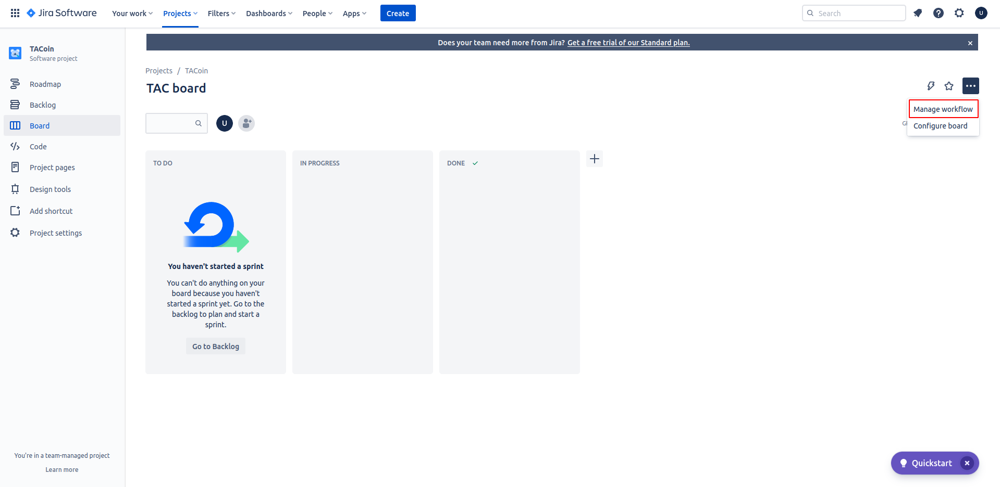 Jira Software
Your work
Projects
Filters
Dashboards
People
Apps
Create
Search
U
TACoin
Software project
Roadmap
Backlog
Board
Code
Project pages
Design tools
Add shortcut
Project settings
You're in a team-managed project
Learn more
Does your team need more from Jira? Get a free trial of our Standard plan.
Projects / TACoin
TAC board
Manage workflow
Configure board
U
TO DO
IN PROGRESS
DONE
You haven't started a sprint
You can't do anything on your
board because you haven't
started a sprint yet. Go to the
backlog to plan and start a
sprint.
Go to Backlog
Quickstart